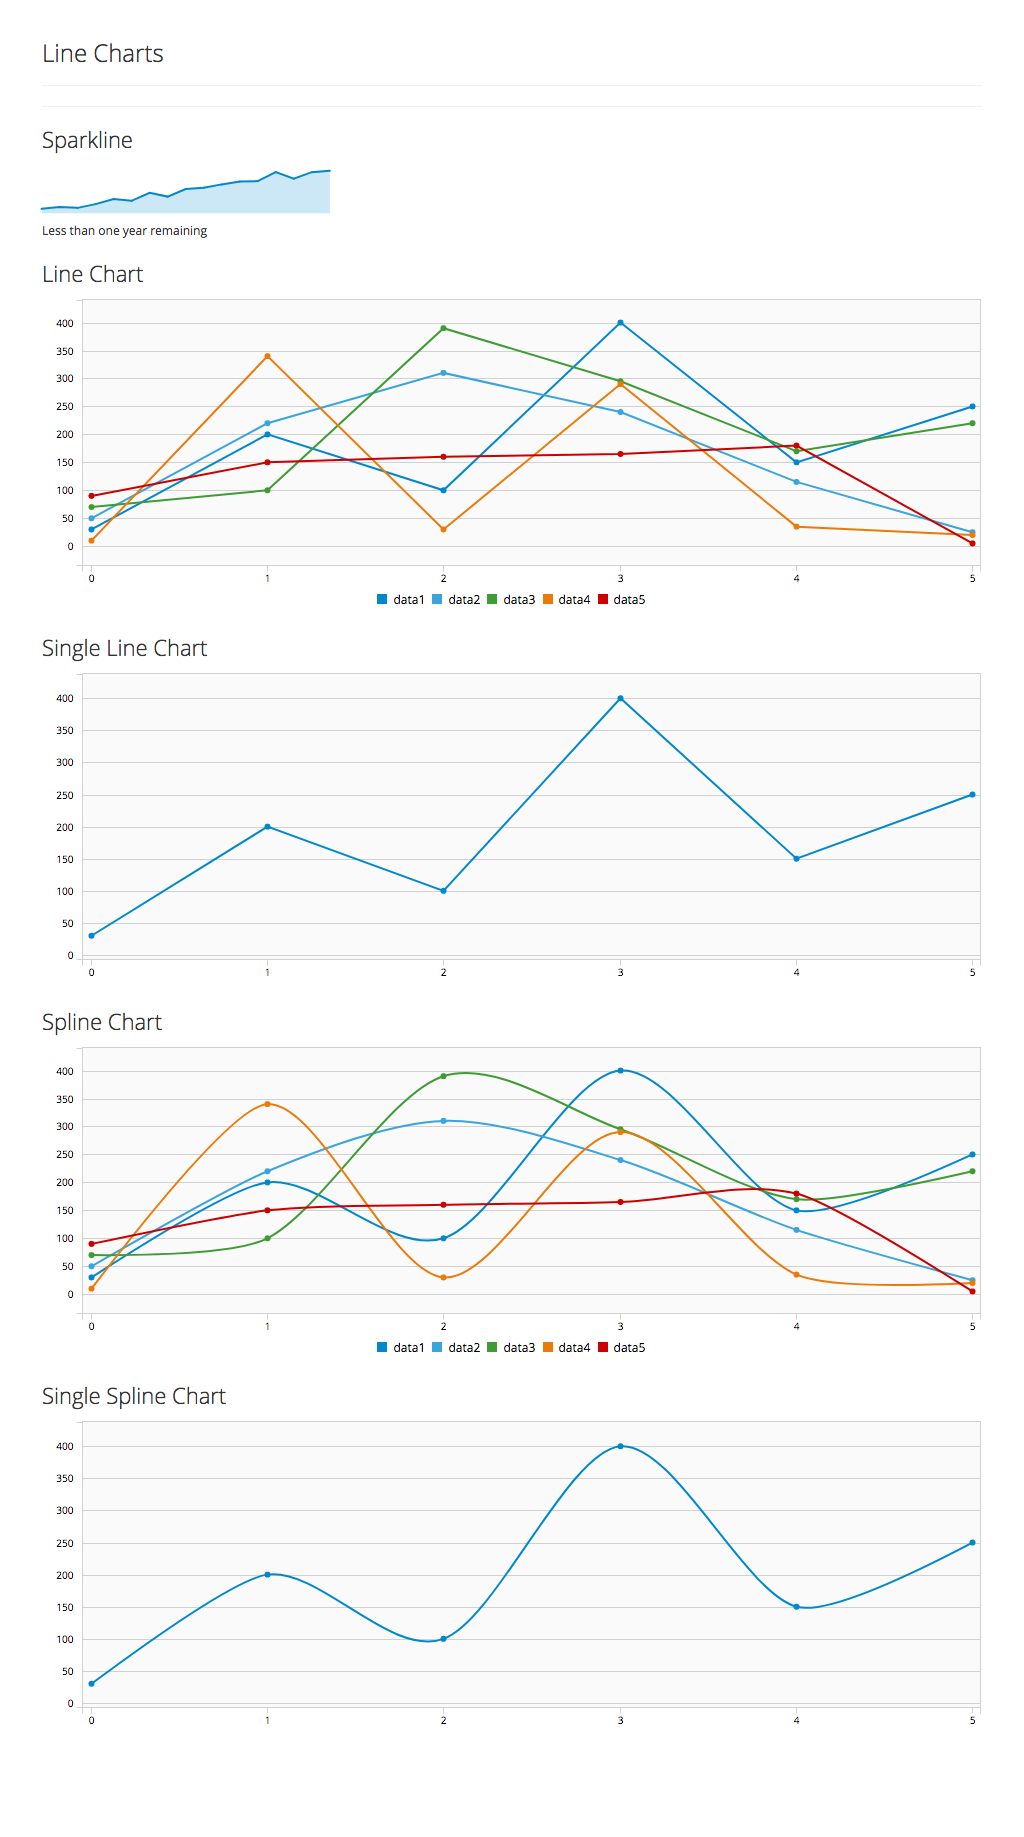 Line Charts
Sparkline
Less than one year remaining
Line Chart
400
350
300
250
200
150
100
50
0
0 1 2 3 4 5
data1 data2 data3 data4 data5
Single Line Chart
400
350
300
250
200
150
100
50
0
0 1 2 3 4 5
Spline Chart
400
350
300
250
200
150
100
50
0
0 1 2 3 4 5
data1 data2 data3 data4 data5
Single Spline Chart
400
350
300
250
200
150
100
50
0
0 1 2 3 4 5